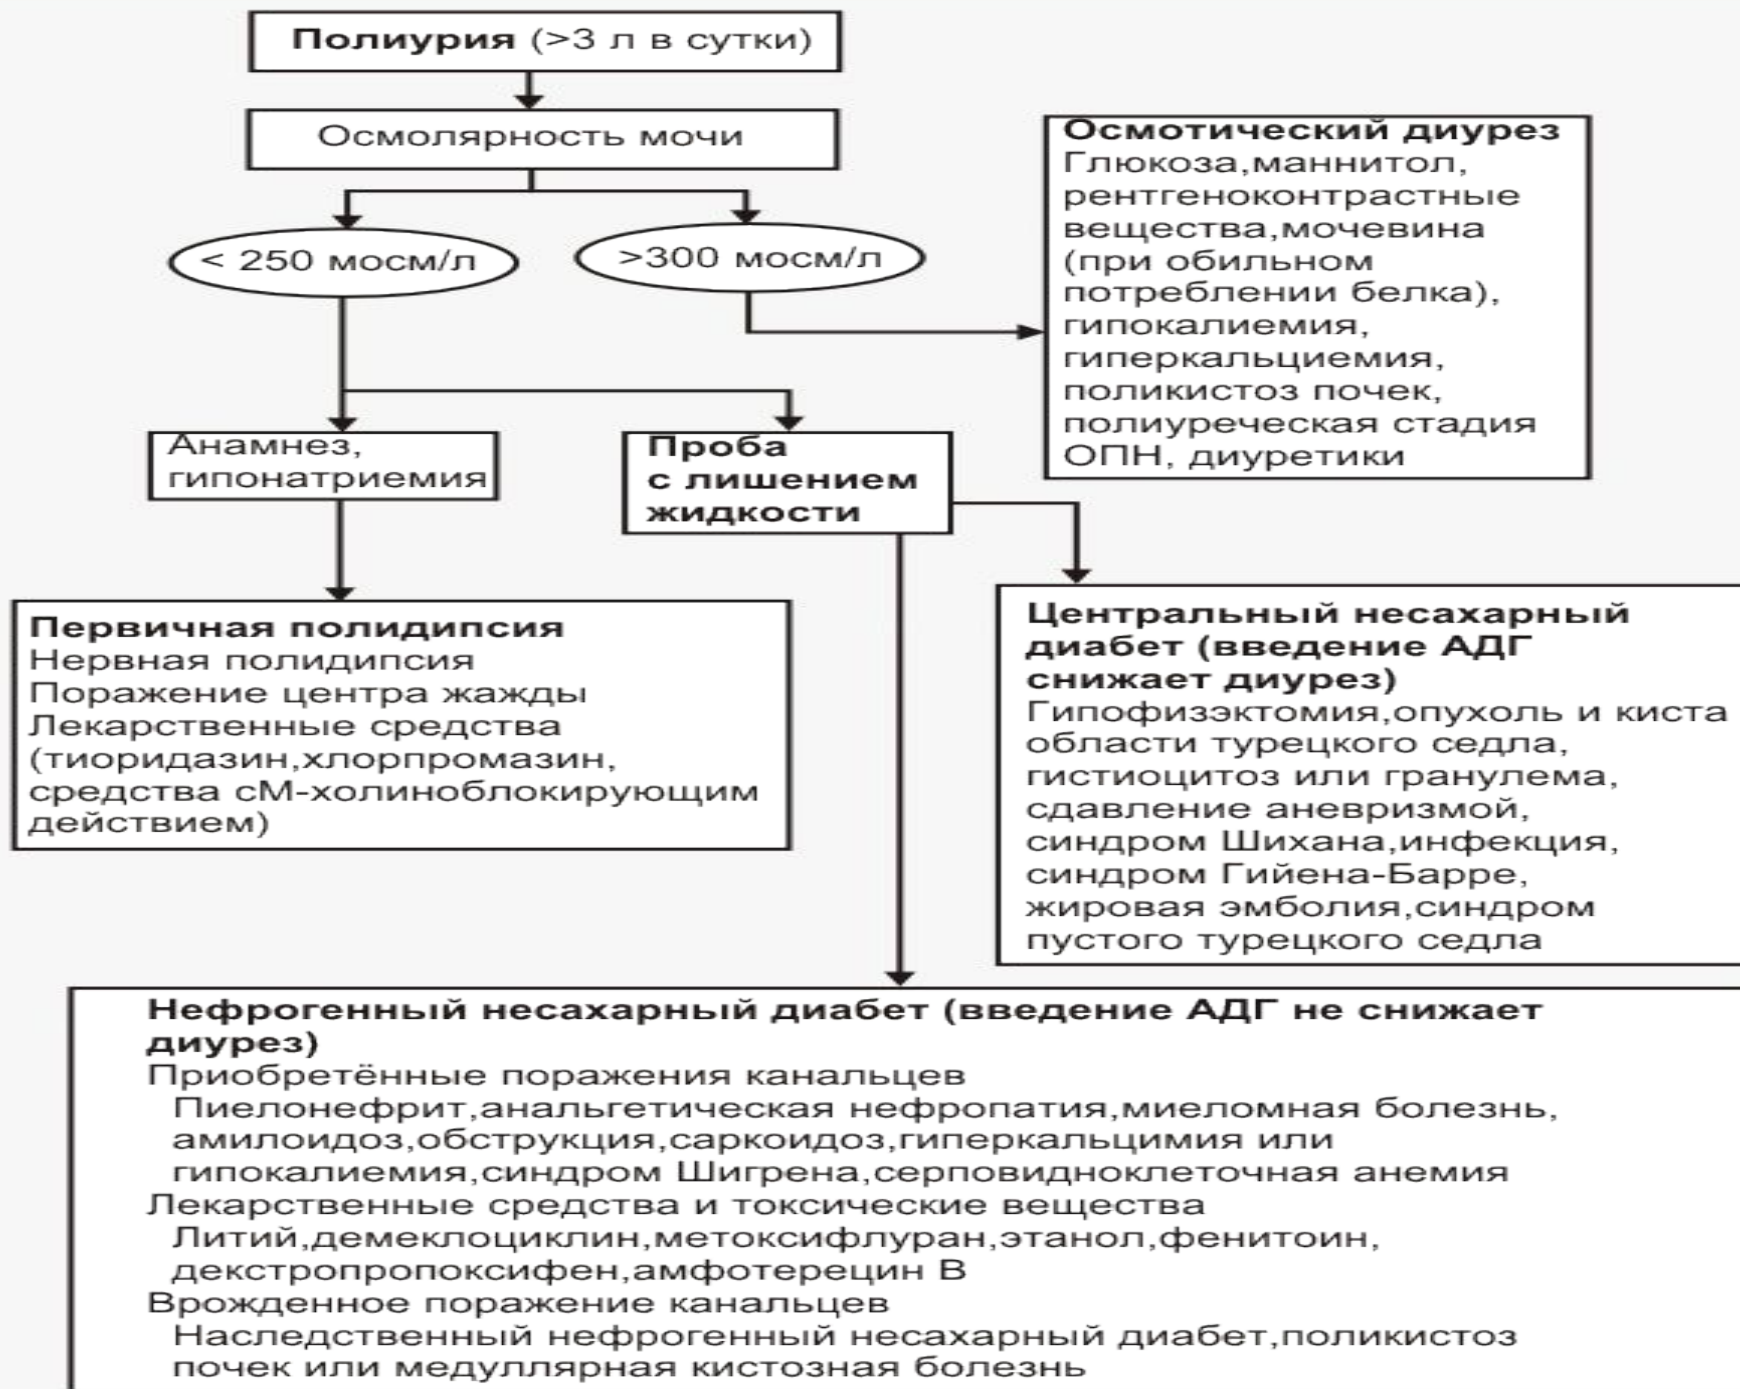 Полиурия (>3 л в сутки)
Осмолярность мочи
< 250 мосм/л
>300 мосм/л
Осмотический диурез
Глюкоза,маннитол,
рентгеноконтрастные
вещества,мочевина
(при обильном
потреблении белка),
гипокалиемия,
гиперкальциемия,
поликистоз почек,
полиуреческая стадия
ОПН, диуретики
Анамнез,
гипонатриемия
Проба
с лишением
жидкости
Первичная полидипсия
Нервная полидипсия
Поражение центра жажды
Лекарственные средства
(тиоридазин,хлорпромазин,
средства сМ-холиноблокирующим
действием)
Центральный несахарный
диабет (введение АДГ
снижает диурез)
Гипофизэктомия,опухоль и киста
области турецкого седла,
гистиоцитоз или гранулема,
сдавление аневризмой,
синдром Шихана,инфекция,
синдром Гийена-Барре,
жировая эмболия,синдром
пустого турецкого седла
Нефрогенный несахарный диабет (введение АДГ не снижает
диурез)
Приобретённые поражения канальцев
Пиелонефрит,анальгетическая нефропатия,миеломная болезнь,
амилоидоз,обструкция,саркоидоз,гиперкальцимия или
гипокалиемия,синдром Шигрена,серповидноклеточная анемия
Лекарственные средства и токсические вещества
Литий,демеклоциклин,метоксифлуран,этанол,фенитоин,
декстропропоксифен,амфотерецин В
Врожденное поражение канальцев
Наследственный нефрогенный несахарный диабет,поликистоз
почек или медуллярная кистозная болезнь